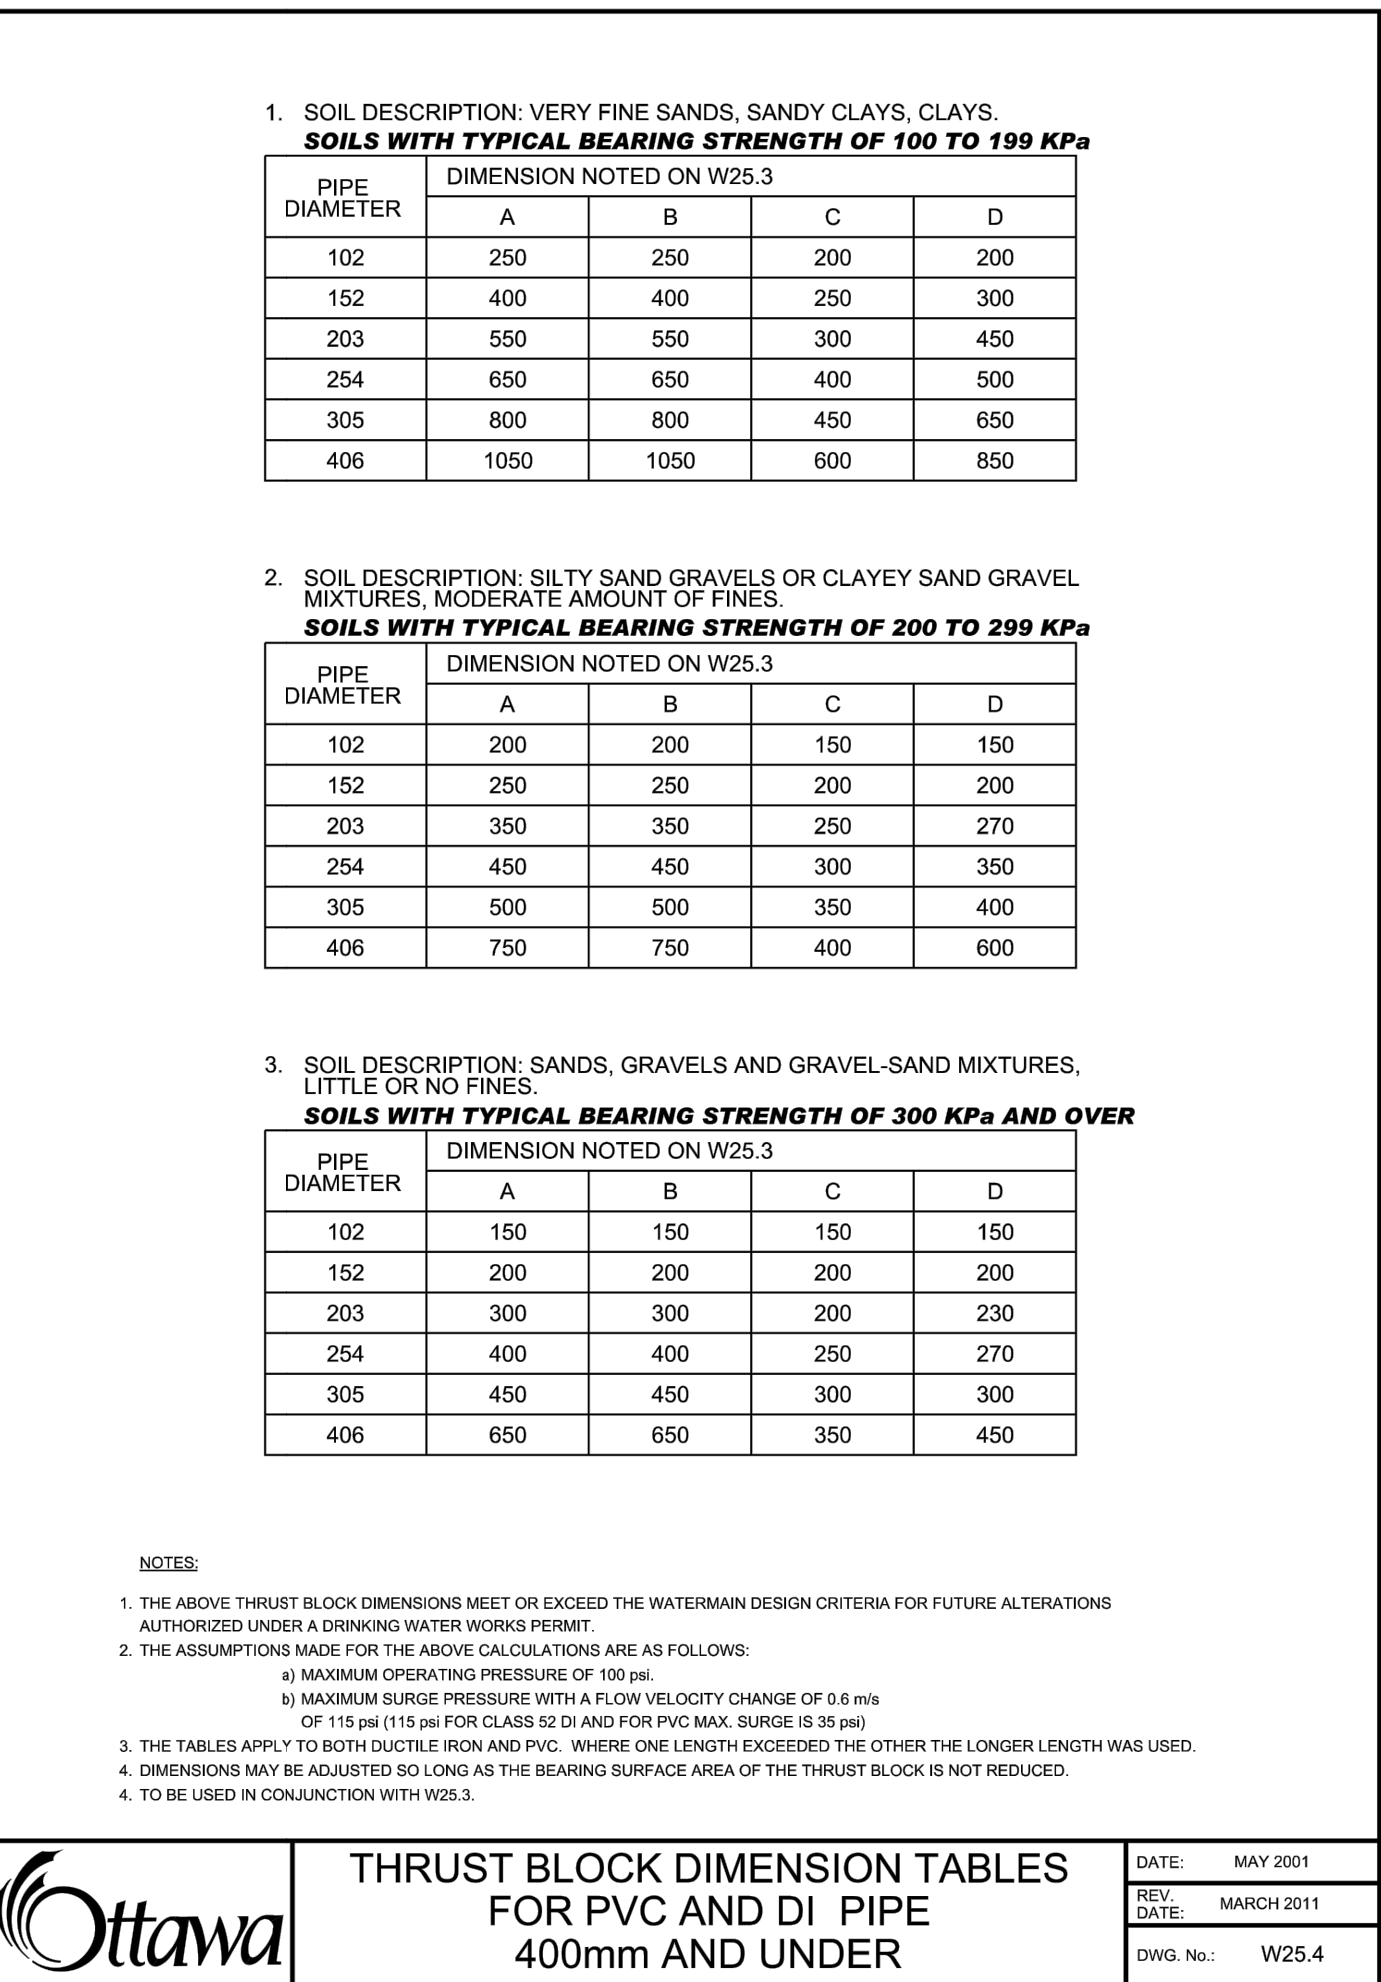 1. SOIL DESCRIPTION: VERY FINE SANDS, SANDY CLAYS, CLAYS.
SOILS WITH TYPICAL BEARING STRENGTH OF 100 TO 199 KPa
PIPE DIAMETER DIMENSION NOTED ON W25.3
A B C D
102 250 250 200 200
152 400 400 250 300
203 550 550 300 450
254 650 650 400 500
305 800 800 450 650
406 1050 1050 600 850
2. SOIL DESCRIPTION: SILTY SAND GRAVELS OR CLAYEY SAND GRAVEL
MIXTURES, MODERATE AMOUNT OF FINES.
SOILS WITH TYPICAL BEARING STRENGTH OF 200 TO 299 KPa
PIPE DIAMETER DIMENSION NOTED ON W25.3
A B C D
102 200 200 150 150
152 250 250 200 200
203 350 350 250 270
254 450 450 300 350
305 500 500 350 400
406 750 750 400 600
3. SOIL DESCRIPTION: SANDS, GRAVELS AND GRAVEL-SAND MIXTURES,
LITTLE OR NO FINES.
SOILS WITH TYPICAL BEARING STRENGTH OF 300 KPa AND OVER
PIPE DIAMETER DIMENSION NOTED ON W25.3
A B C D
102 150 150 150 150
152 200 200 200 200
203 300 300 200 230
254 400 400 250 270
305 450 450 300 300
406 650 650 350 450
NOTES:
1. THE ABOVE THRUST BLOCK DIMENSIONS MEET OR EXCEED THE WATERMAIN DESIGN CRITERIA FOR FUTURE ALTERATIONS
AUTHORIZED UNDER A DRINKING WATER WORKS PERMIT.
2. THE ASSUMPTIONS MADE FOR THE ABOVE CALCULATIONS ARE AS FOLLOWS:
a) MAXIMUM OPERATING PRESSURE OF 100 psi.
b) MAXIMUM SURGE PRESSURE WITH A FLOW VELOCITY CHANGE OF 0.6 m/s
OF 115 psi (115 psi FOR CLASS 52 DI AND FOR PVC MAX. SURGE IS 35 psi)
3. THE TABLES APPLY TO BOTH DUCTILE IRON AND PVC. WHERE ONE LENGTH EXCEEDED THE OTHER THE LONGER LENGTH WAS USED.
4. DIMENSIONS MAY BE ADJUSTED SO LONG AS THE BEARING SURFACE AREA OF THE THRUST BLOCK IS NOT REDUCED.
4. TO BE USED IN CONJUNCTION WITH W25.3.
Ottawa
THRUST BLOCK DIMENSION TABLES
FOR PVC AND DI PIPE
400mm AND UNDER
DATE: MAY 2001
REV. DATE: MARCH 2011
DWG. No.: W25.4